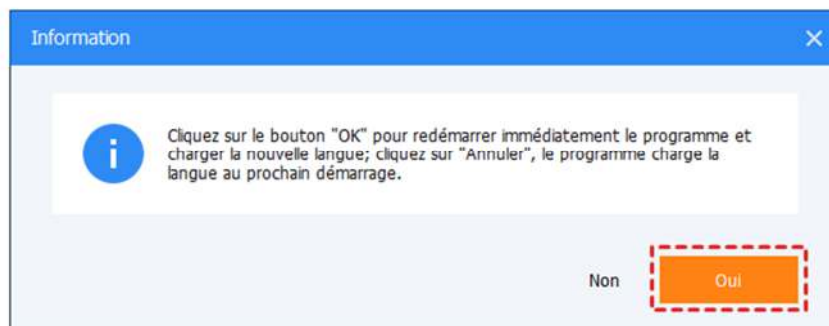 Information
Cliquez sur le bouton "OK" pour redémarrer immédiatement le programme et
charger la nouvelle langue; cliquez sur "Annuler", le programme charge la
langue au prochain démarrage.
Non
Oui